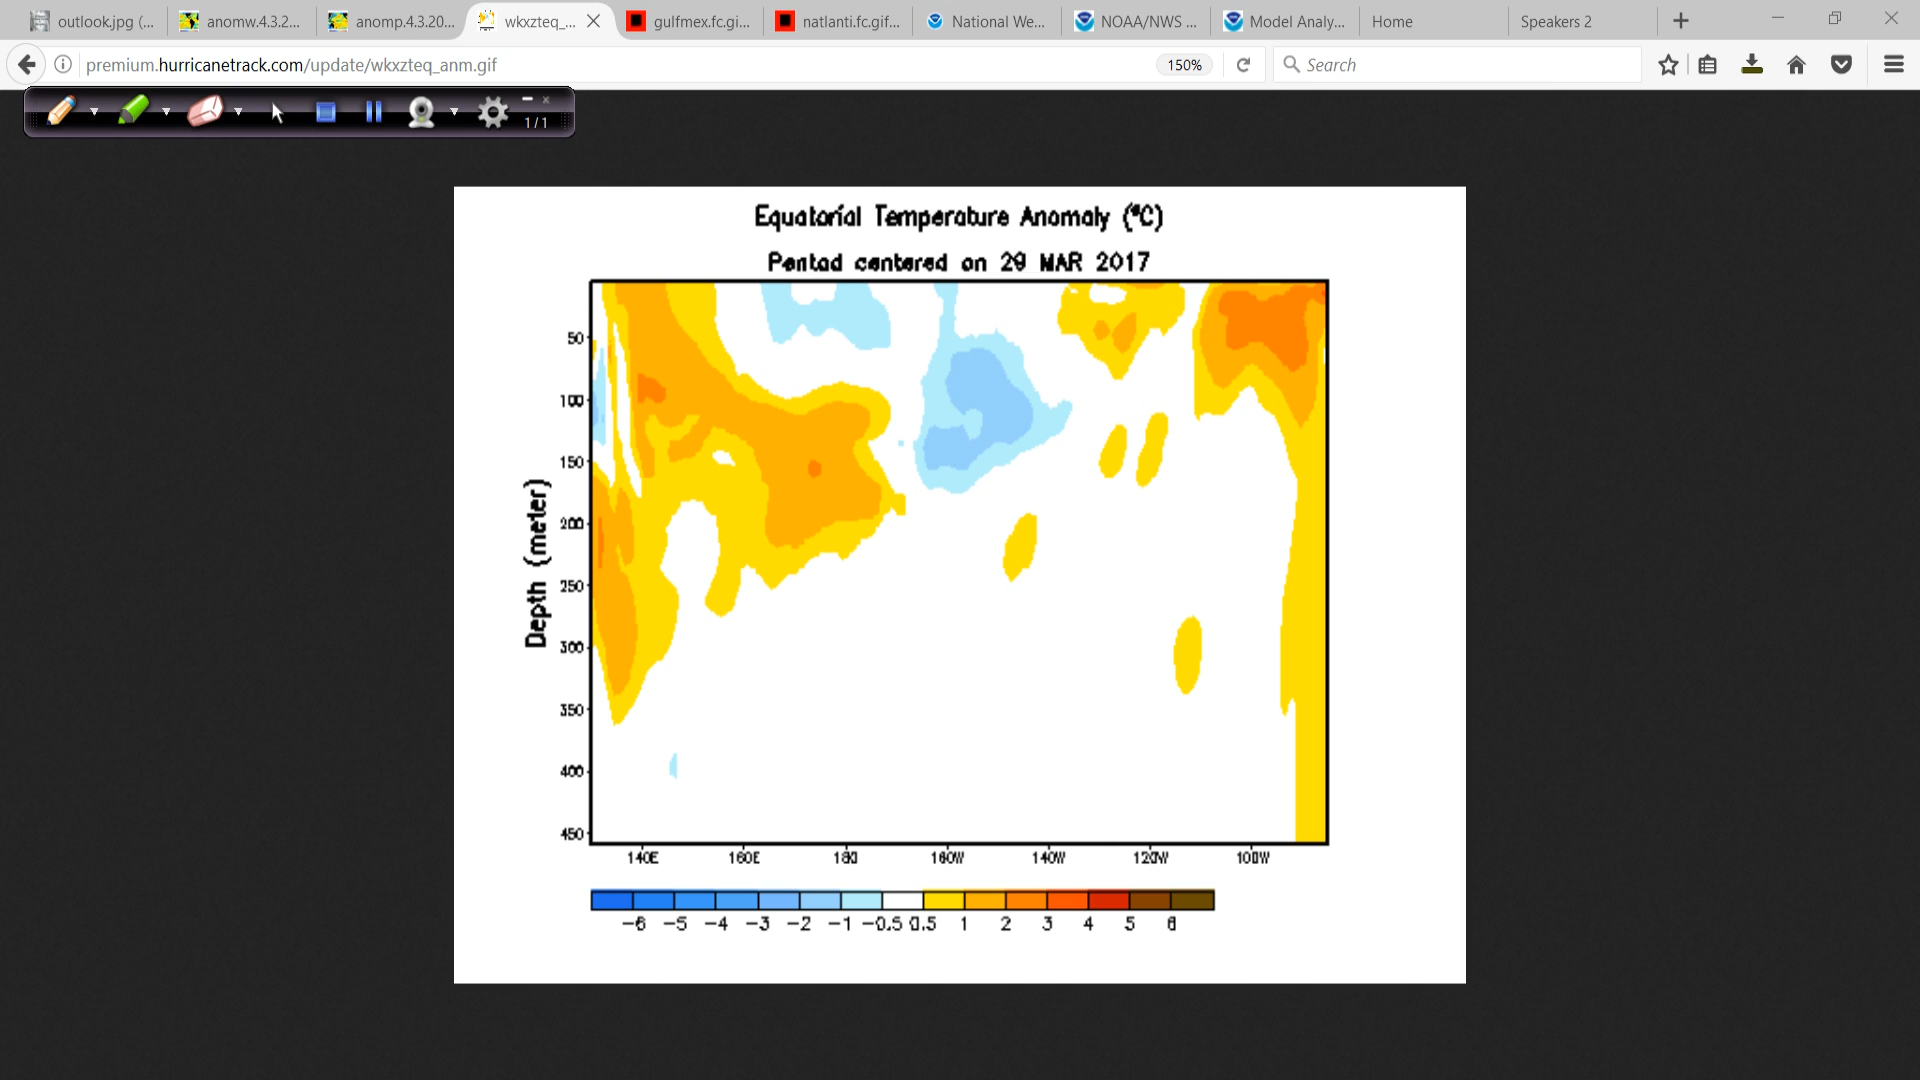 outlook.jpg (...
anomw.4.3.2...
anomp.4.3.20...
wkxzteq_...
gulfmex.fc.gi...
natlanti.fc.gif...
National We...
NOAA/NWS ...
Model Analy...
Home
Speakers 2
premium.hurricanetrack.com/update/wkxzteq_anm.gif
150%
Search
1/1
Equatorial Temperature Anomaly (°C)
Pentad centered on 29 MAR 2017
Depth (meter)
50
100
150
200
250
300
350
400
450
140E 160E 180 160W 140W 120W 100W
-6 -5 -4 -3 -2 -1 -0.5 0.5 1 2 3 4 5 6